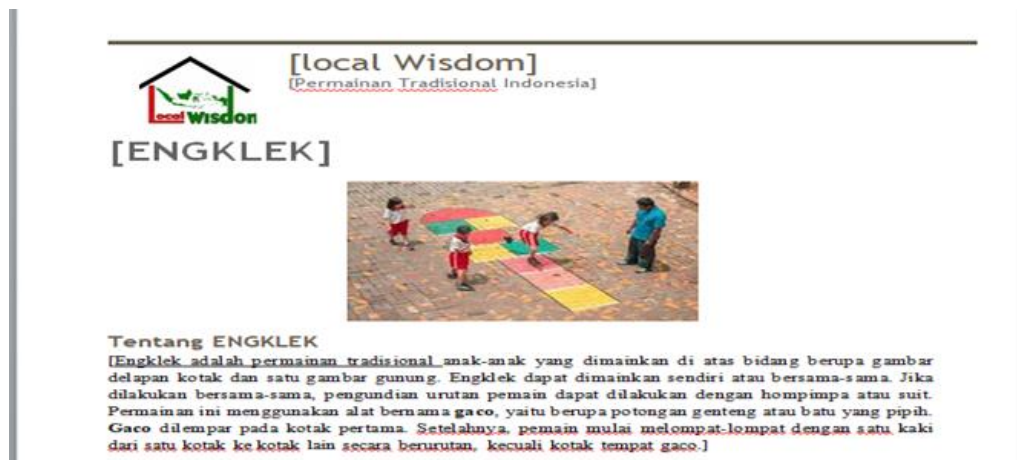 [local Wisdom]
[Permainan Tradisional Indonesia]
Local Wisdon
[ENGKLEK]
Tentang ENGKLEK
[Engklek adalah permainan tradisional anak-anak yang dimainkan di atas bidang berupa gambar
delapan kotak dan satu gambar gunung. Engklek dapat dimainkan sendiri atau bersama-sama. Jika
dilakukan bersama-sama, pengundian urutan pemain dapat dilakukan dengan hompimpa atau suit.
Permainan ini menggunakan alat bernama gaco, yaitu berupa potongan genteng atau batu yang pipih.
Gaco dilempar pada kotak pertama. Setelahnya, pemain mulai melompat-lompat dengan satu kaki
dari satu kotak ke kotak lain secara berurutan, kecuali kotak tempat gaco.]